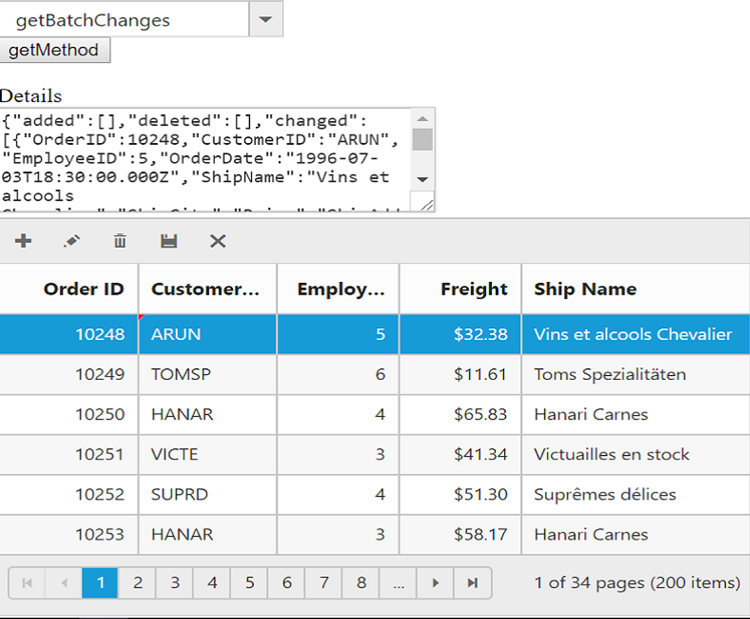 getBatchChanges
getMethod
Details
{"added":[],"deleted":[],"changed":
[{"OrderID":10248,"CustomerID":"ARUN",
"EmployeeID":5,"OrderDate":"1996-07-
03T18:30:00.000Z","ShipName":"Vins et
alcools
Order ID Customer... Employ... Freight Ship Name
10248 ARUN 5 $32.38 Vins et alcools Chevalier
10249 TOMSP 6 $11.61 Toms Spezialitäten
10250 HANAR 4 $65.83 Hanari Carnes
10251 VICTE 3 $41.34 Victuailles en stock
10252 SUPRD 4 $51.30 Suprêmes délices
10253 HANAR 3 $58.17 Hanari Carnes
1 2 3 4 5 6 7 8 ... 1 of 34 pages (200 items)